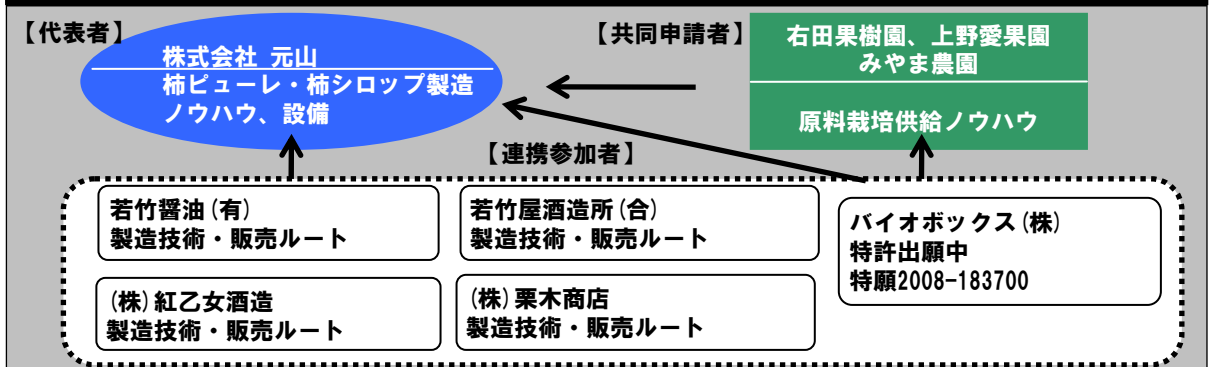 【代表者】
株式会社 元山
柿ピューレ・柿シロップ製造
ノウハウ、設備
【共同申請者】
右田果樹園、上野愛果園
みやま農園
原料栽培供給ノウハウ
【連携参加者】
若竹醤油(有)
製造技術・販売ルート
若竹屋酒造所(合)
製造技術・販売ルート
バイオボックス(株)
特許出願中
特願2008-183700
(株)紅乙女酒造
製造技術・販売ルート
(株)栗木商店
製造技術・販売ルート